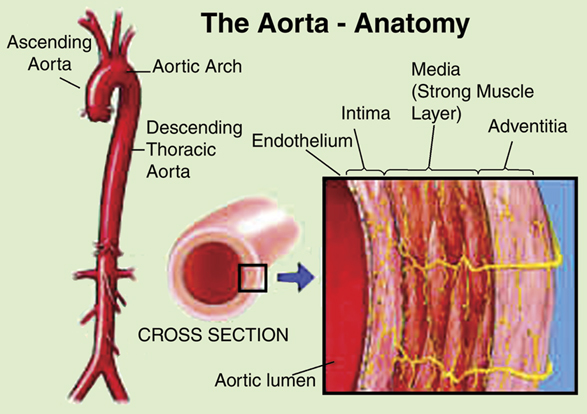 The Aorta - Anatomy
Ascending
Aorta
Aortic Arch
Descending
Thoracic
Aorta
Media
(Strong Muscle
Layer)
Intima
Adventitia
Endothelium
CROSS SECTION
Aortic lumen